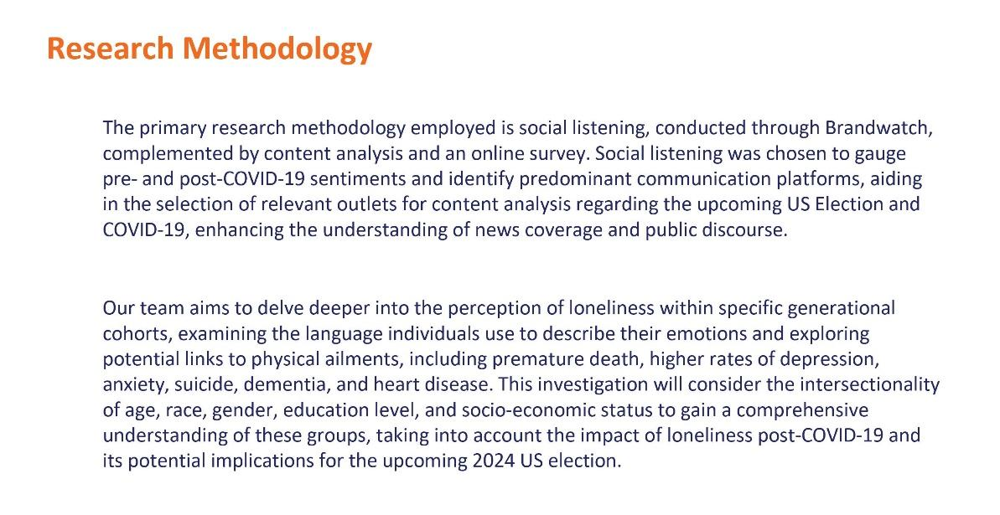 Research Methodology
The primary research methodology employed is social listening, conducted through Brandwatch,
complemented by content analysis and an online survey. Social listening was chosen to gauge
pre- and post-COVID-19 sentiments and identify predominant communication platforms, aiding
in the selection of relevant outlets for content analysis regarding the upcoming US Election and
COVID-19, enhancing the understanding of news coverage and public discourse.
Our team aims to delve deeper into the perception of loneliness within specific generational
cohorts, examining the language individuals use to describe their emotions and exploring
potential links to physical ailments, including premature death, higher rates of depression,
anxiety, suicide, dementia, and heart disease. This investigation will consider the intersectionality
of age, race, gender, education level, and socio-economic status to gain a comprehensive
understanding of these groups, taking into account the impact of loneliness post-COVID-19 and
its potential implications for the upcoming 2024 US election.